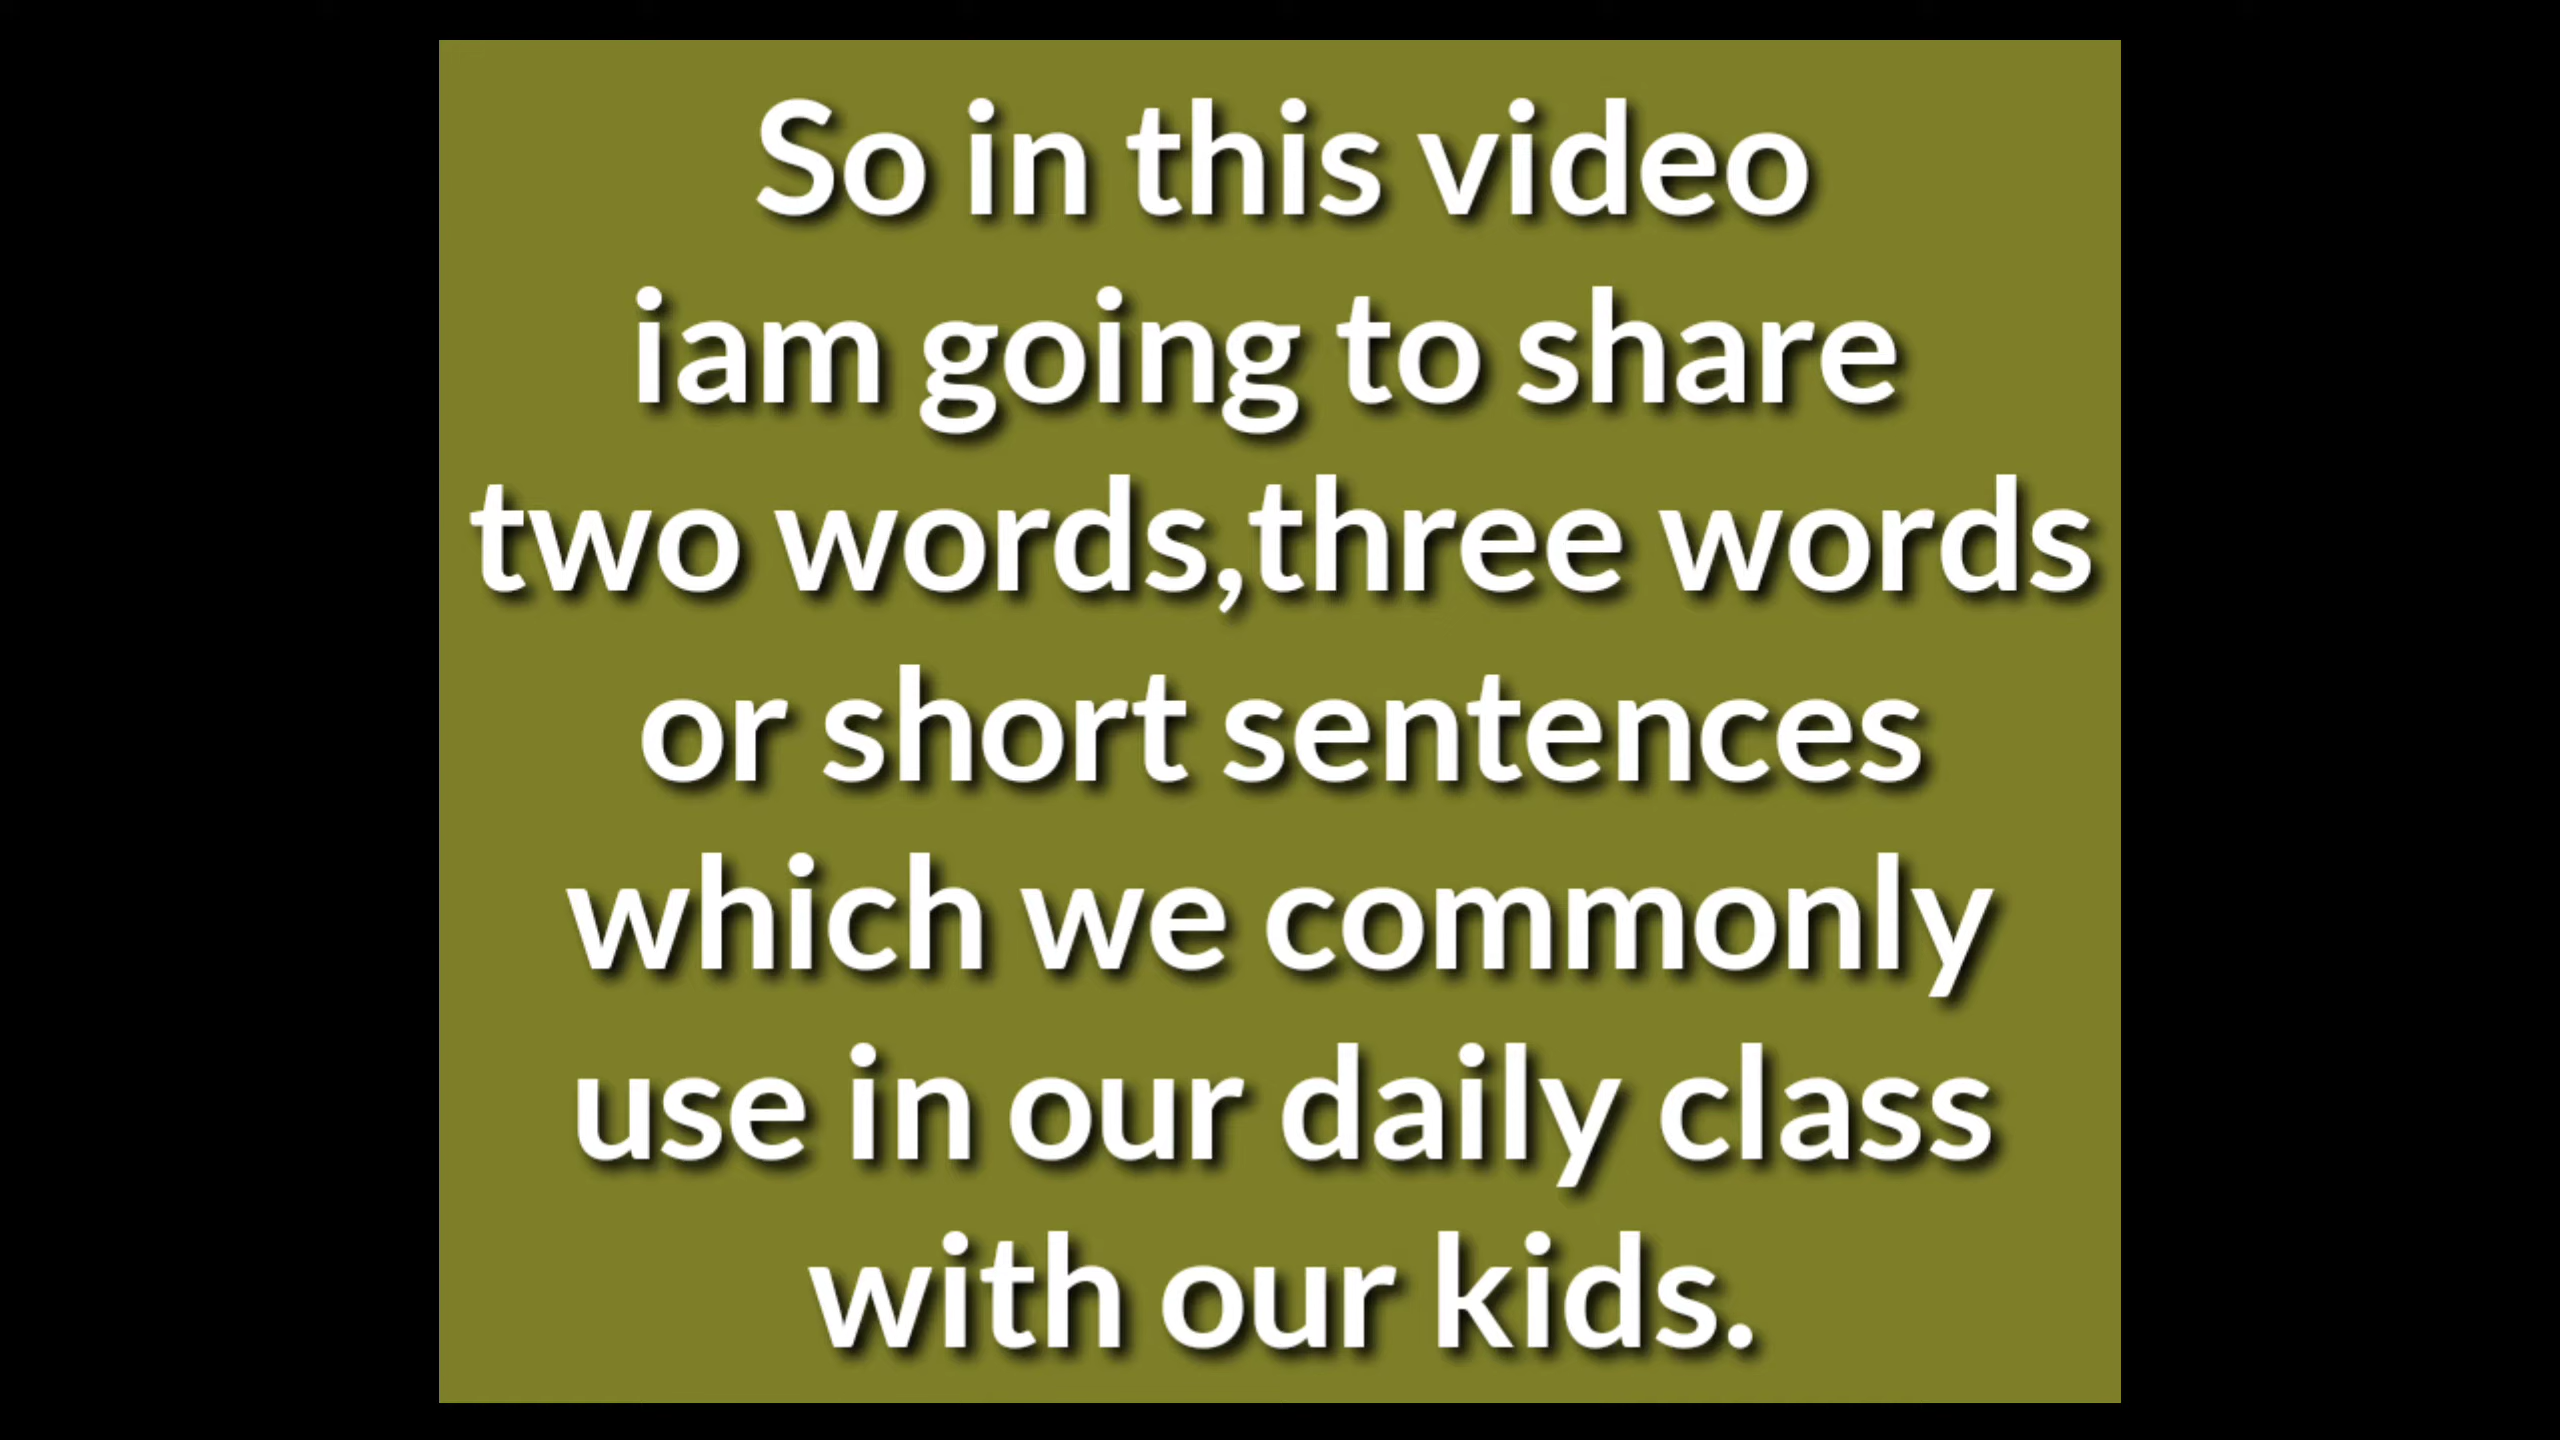 So in this video
iam going to share
two words,three words
or short sentences
which we commonly
use in our daily class
with our kids.